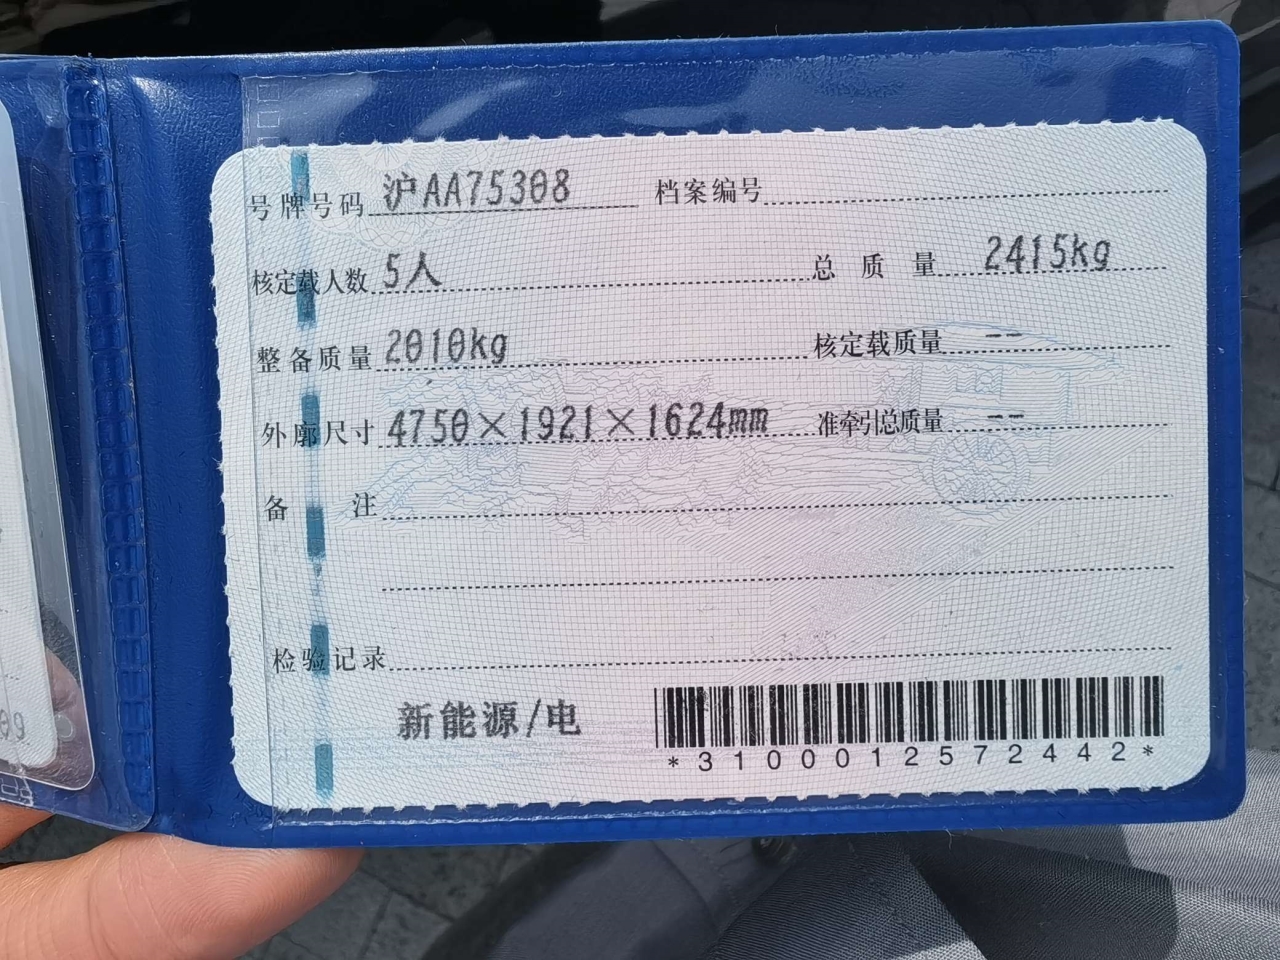 号牌号码 沪AA75308 档案编号
核定载人数 5人 总质量 2415kg
整备质量 2010kg 核定载质量 --
外廓尺寸 4750×1921×1624mm 准牵引总质量 --
备注
检验记录
新能源/电
*3100012572442*